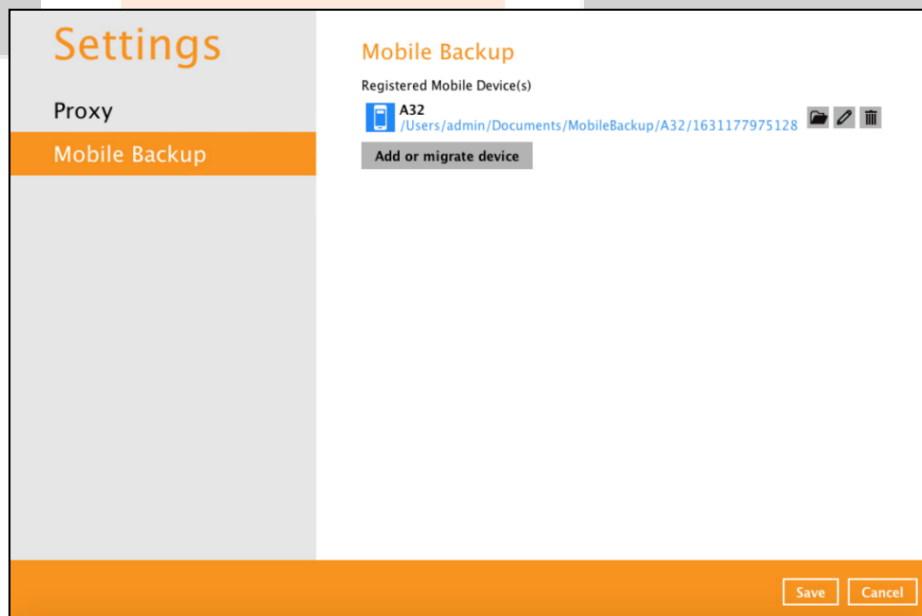 Settings
Proxy
Mobile Backup
Mobile Backup
Registered Mobile Device(s)
A32
/Users/admin/Documents/MobileBackup/A32/1631177975128
Add or migrate device
Save Cancel